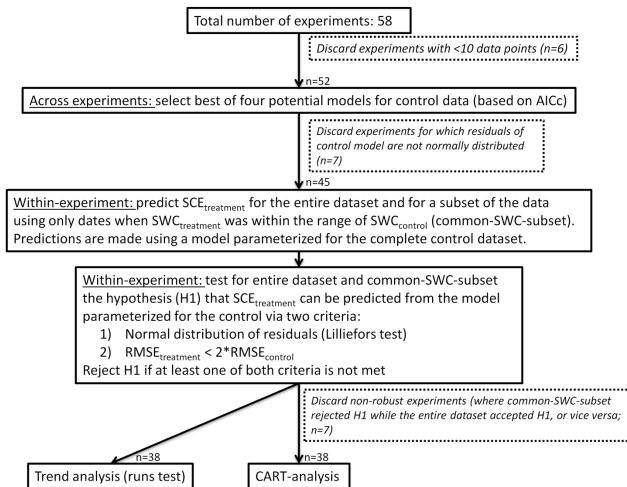 Total number of experiments: 58
Discard experiments with <10 data points (n=6)
n=52
Across experiments: select best of four potential models for control data (based on AICc)
Discard experiments for which residuals of
control model are not normally distributed
(n=7)
n=45
Within-experiment: predict SCEtreatment for the entire dataset and for a subset of the data
using only dates when SWCtreatment was within the range of SWCcontrol (common-SWC-subset).
Predictions are made using a model parameterized for the complete control dataset.
Within-experiment: test for entire dataset and common-SWC-subset
the hypothesis (H1) that SCEtreatment can be predicted from the model
parameterized for the control via two criteria:
1) Normal distribution of residuals (Lilliefors test)
2) RMSEtreatment < 2*RMSEcontrol
Reject H1 if at least one of both criteria is not met
Discard non-robust experiments (where common-SWC-subset
rejected H1 while the entire dataset accepted H1, or vice versa;
n=7)
n=38
n=38
Trend analysis (runs test)
CART-analysis